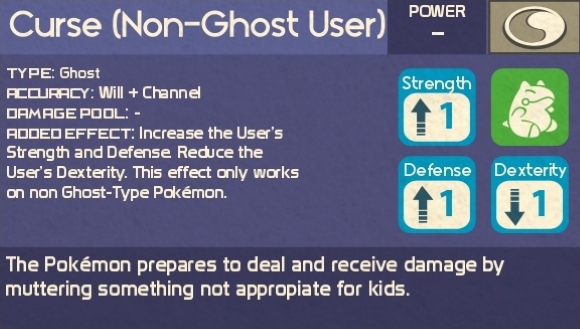 Curse (Non-Ghost User)
POWER
–
TYPE: Ghost
ACCURACY: Will + Channel
DAMAGE POOL: -
ADDED EFFECT: Increase the User's
Strength and Defense. Reduce the
User's Dexterity. This effect only works
on non Ghost-Type Pokémon.
Strength
1
Defense
1
Dexterity
1
The Pokémon prepares to deal and receive damage by
muttering something not appropiate for kids.